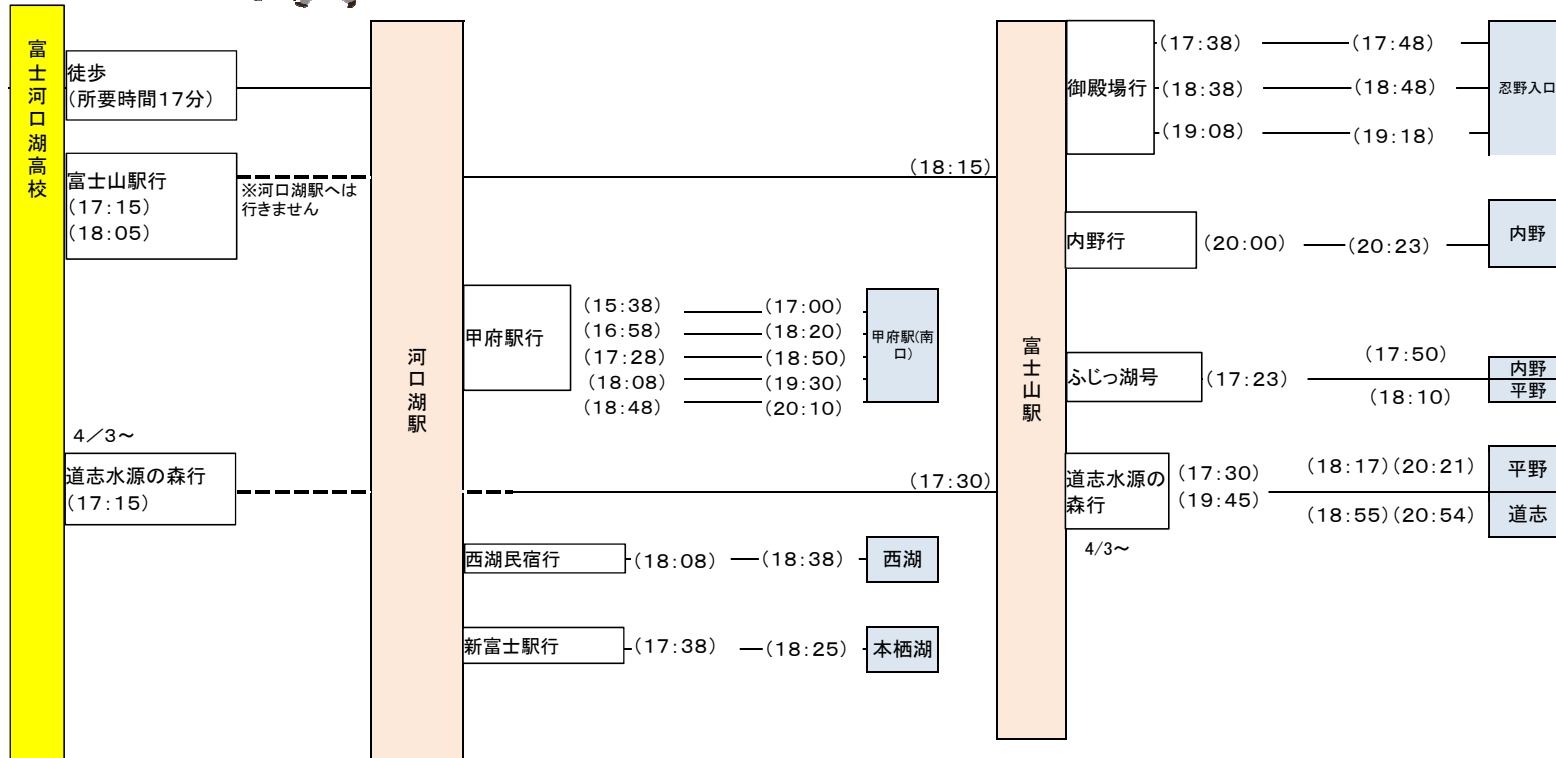 富士河口湖高校
徒歩
(所要時間17分)
富士山駅行
(17:15)
(18:05)
※河口湖駅へは
行きません
4／3～
道志水源の森行
(17:15)
河口湖駅
(18:15)
甲府駅行
(15:38) (17:00)
(16:58) (18:20)
(17:28) (18:50)
(18:08) (19:30)
(18:48) (20:10)
甲府駅(南
口)
(17:30)
西湖民宿行 (18:08) (18:38) 西湖
新富士駅行 (17:38) (18:25) 本栖湖
富士山駅
御殿場行
(17:38) (17:48)
(18:38) (18:48)
(19:08) (19:18)
忍野入口
内野行 (20:00) (20:23) 内野
ふじっ湖号 (17:23)
(17:50) 内野
(18:10) 平野
道志水源の
森行
(17:30)
(19:45)
(18:17)(20:21) 平野
(18:55)(20:54) 道志
4/3～